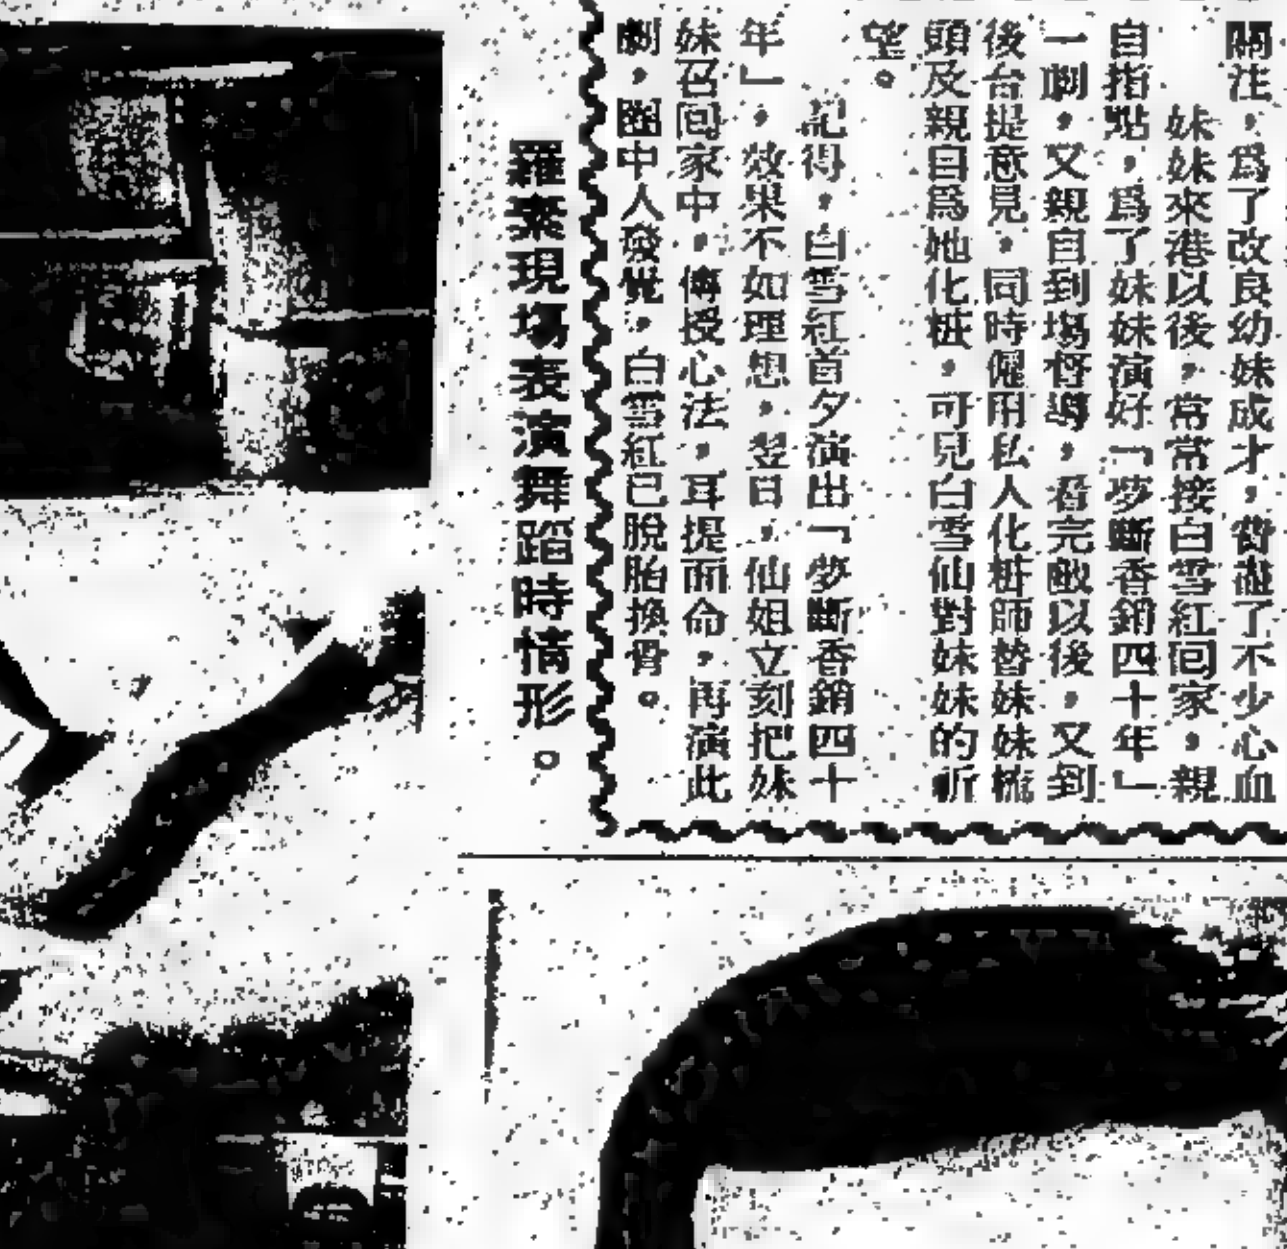 關注，爲了改良幼妹成才，費盡了不少心血
妹妹來港以後，常常接白雪紅囘家，親
自指點，爲了妹妹演好「夢斷香銷四十年」
一劇，又親自到塲督導，看完戲以後，又到
後台提意見，同時僱用私人化粧師替妹妹梳
頭及親自爲她化粧，可見白雪仙對妹妹的祈
望。
記得，白雪紅首夕演出「夢斷香銷四十
年」，效果不如理想，翌日，仙姐立刻把妹
妹召囘家中，傳授心法，耳提面命，再演此
劇，圈中人發覺，白雪紅已脫胎換骨。
羅素現塲表演舞蹈時情形。